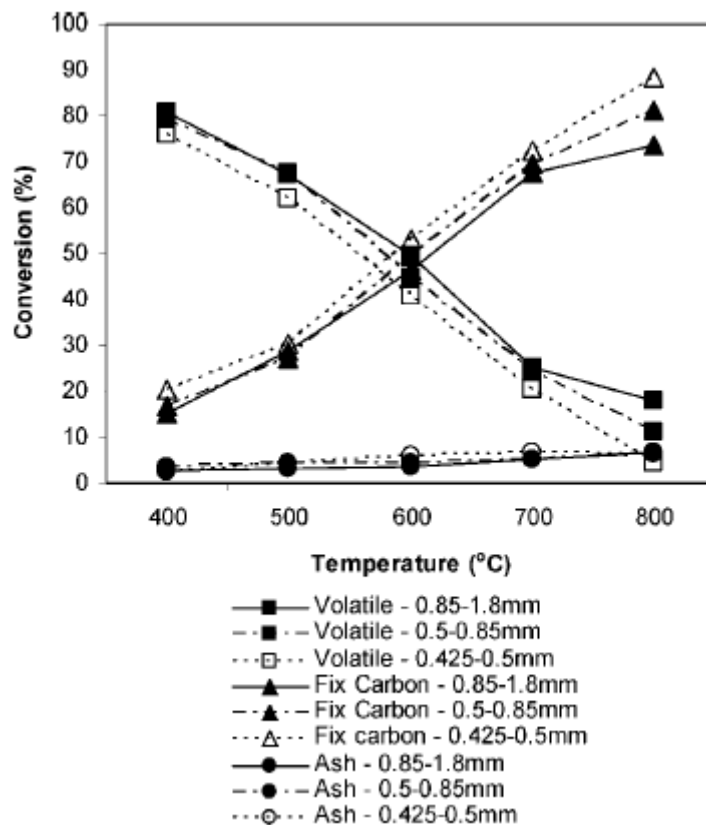 100
90
80
70
60
50
40
30
20
10
0
Conversion (%)
400 500 600 700 800
Temperature (°C)
Volatile - 0.85-1.8mm
Volatile - 0.5-0.85mm
Volatile - 0.425-0.5mm
Fix Carbon - 0.85-1.8mm
Fix Carbon - 0.5-0.85mm
Fix carbon - 0.425-0.5mm
Ash - 0.85-1.8mm
Ash - 0.5-0.85mm
Ash - 0.425-0.5mm